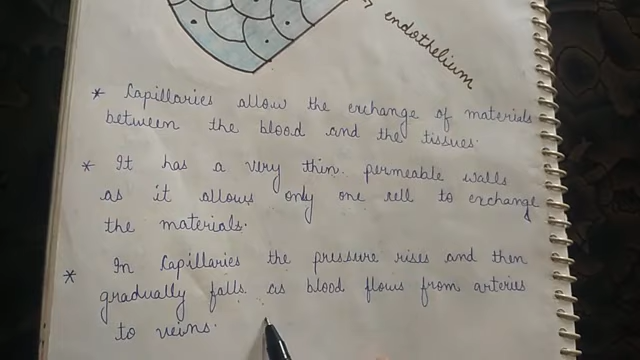 endothelium
* Capillaries allow the exchange of materials
between the blood and the tissues.
* It has a very thin. permeable walls
as it allows only one cell to exchange
the materials.
* In Capillaries the pressure rises and then
gradually falls as blood flows from arteries
to veins.